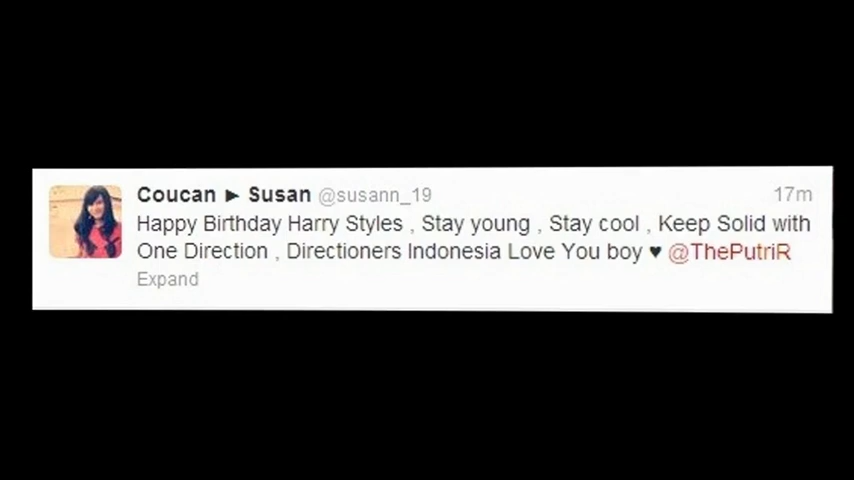 Coucan ► Susan @susann_19 17m
Happy Birthday Harry Styles , Stay young , Stay cool , Keep Solid with
One Direction , Directioners Indonesia Love You boy ♥ @ThePutriR
Expand